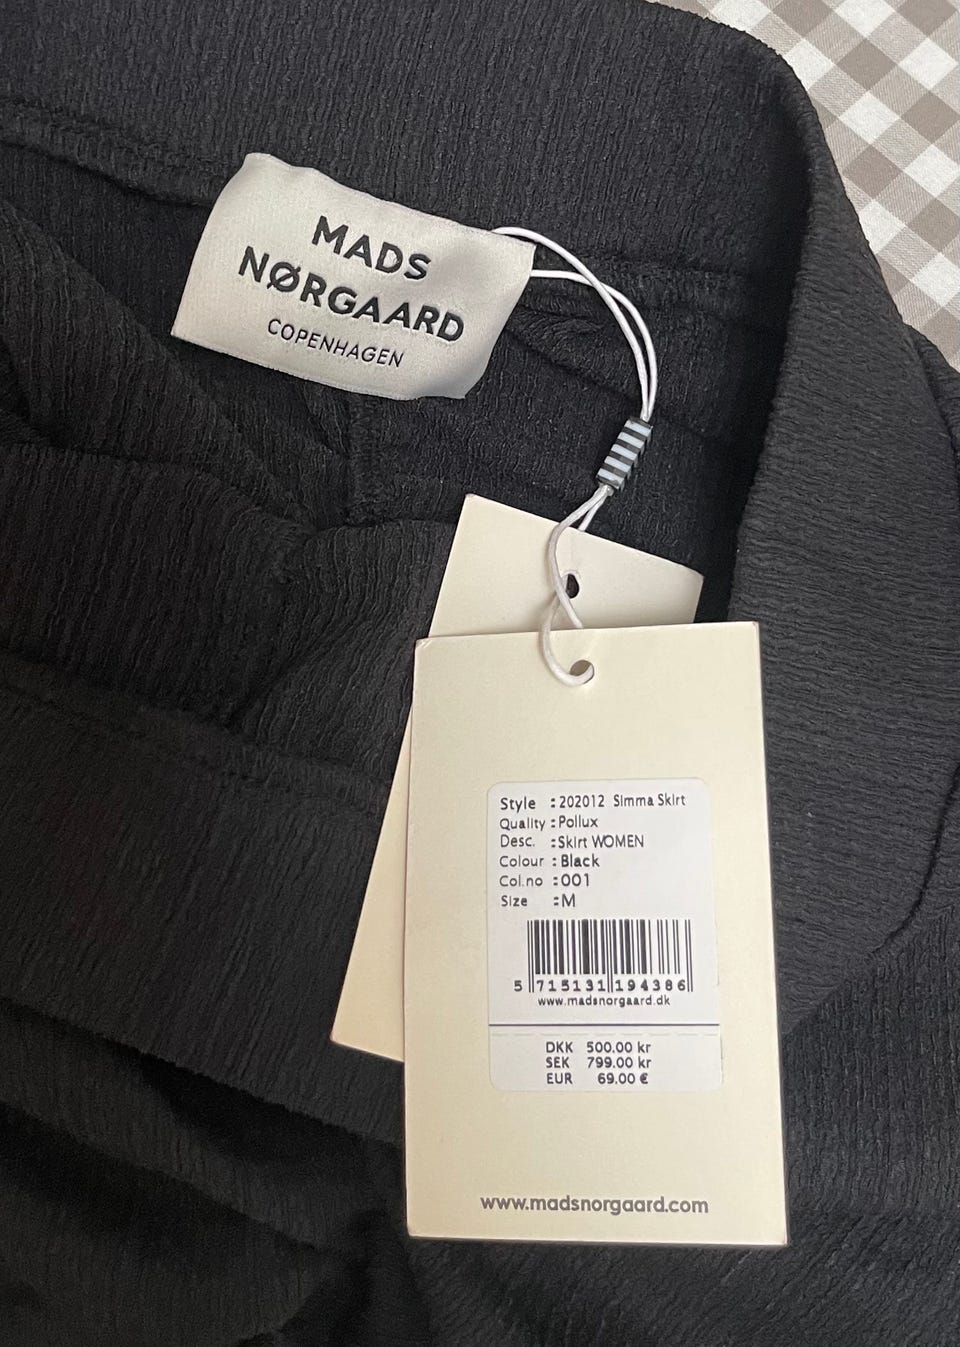 MADS
NØRGAARD
COPENHAGEN
Style : 202012 Simma Skirt
Quality : Pollux
Desc. : Skirt WOMEN
Colour : Black
Col.no : 001
Size : M
5 715131 194386
www.madsnorgaard.dk
DKK 500.00 kr
SEK 799.00 kr
EUR 69.00 €
www.madsnorgaard.com